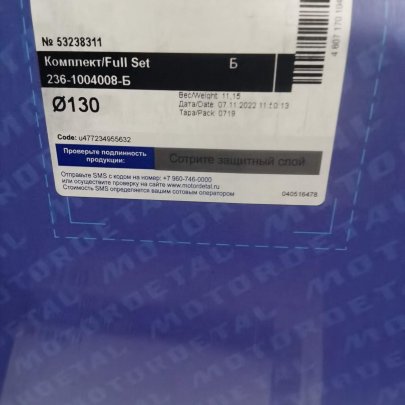 № 53238311
Комплект/Full Set Б
236-1004008-Б
Ø130
Вес/Weight: 11,15
Дата/Date: 07.11.2022 11:50:13
Тара/Pack: 0719
Code: u477234955632
Проверьте подлинность продукции:
Сотрите защитный слой
Отправьте SMS с кодом на номер: +7 960-746-0000
или осуществите проверку на сайте www.motordetal.ru
Стоимость SMS определяется вашим сотовым оператором
040516478
MOTORDETAL